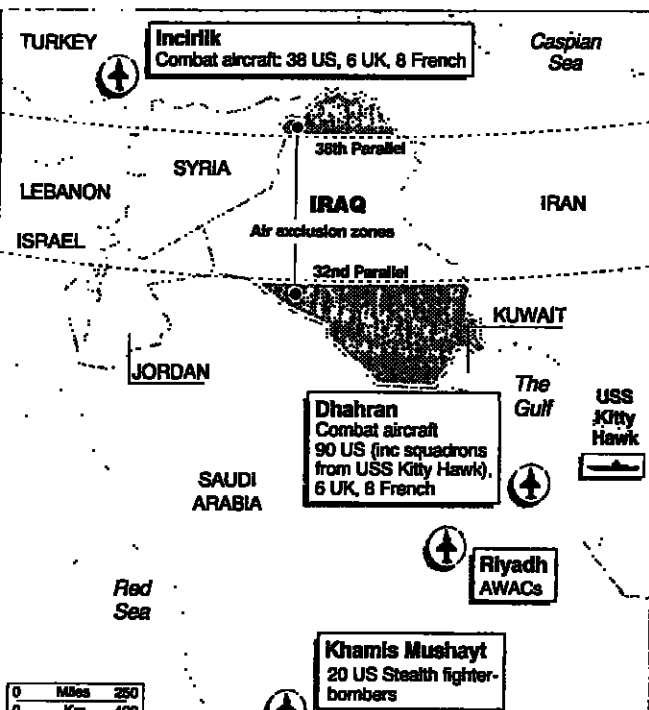 TURKEY
Incirlik
Combat aircraft: 38 US, 6 UK, 8 French
Caspian
Sea
36th Parallel
SYRIA
LEBANON
IRAQ
IRAN
Air exclusion zones
ISRAEL
32nd Parallel
KUWAIT
JORDAN
The
Gulf
USS
Kitty
Hawk
Dhahran
Combat aircraft
90 US (inc squadrons
from USS Kitty Hawk),
6 UK, 8 French
SAUDI
ARABIA
Riyadh
AWACs
Red
Sea
Khamis Mushayt
20 US Stealth fighter-
bombers
0 Miles 250
0 Km 400